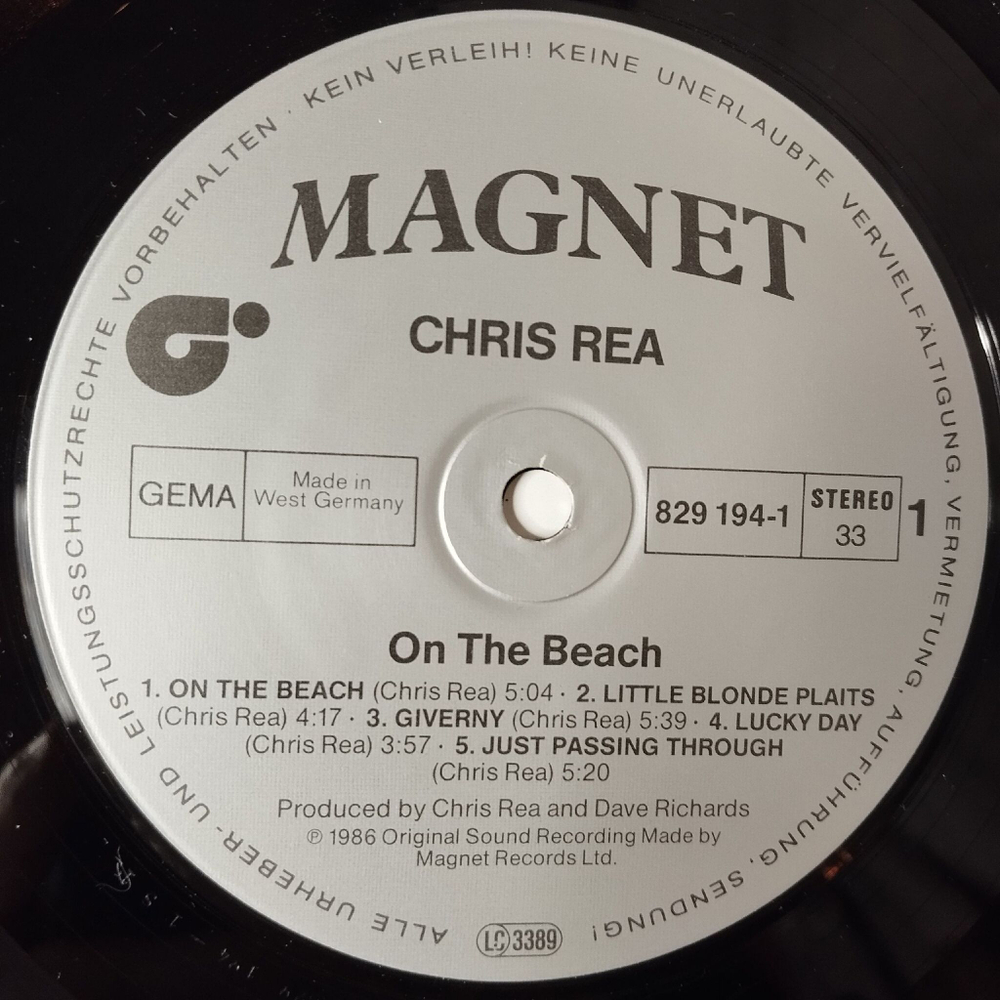 ALLE URHEBER- UND LEISTUNGSSCHUTZRECHTE VORBEHALTEN · KEIN VERLEIH! KEINE UNERLAUBTE VERVIELFÄLTIGUNG, VERMIETUNG, AUFFÜHRUNG, SENDUNG!
MAGNET
CHRIS REA
GEMA
Made in
West Germany
829 194-1
STEREO
33
1
On The Beach
1. ON THE BEACH (Chris Rea) 5:04 · 2. LITTLE BLONDE PLAITS
(Chris Rea) 4:17 · 3. GIVERNY (Chris Rea) 5:39 · 4. LUCKY DAY
(Chris Rea) 3:57 · 5. JUST PASSING THROUGH
(Chris Rea) 5:20
Produced by Chris Rea and Dave Richards
℗ 1986 Original Sound Recording Made by
Magnet Records Ltd.
LC 3389